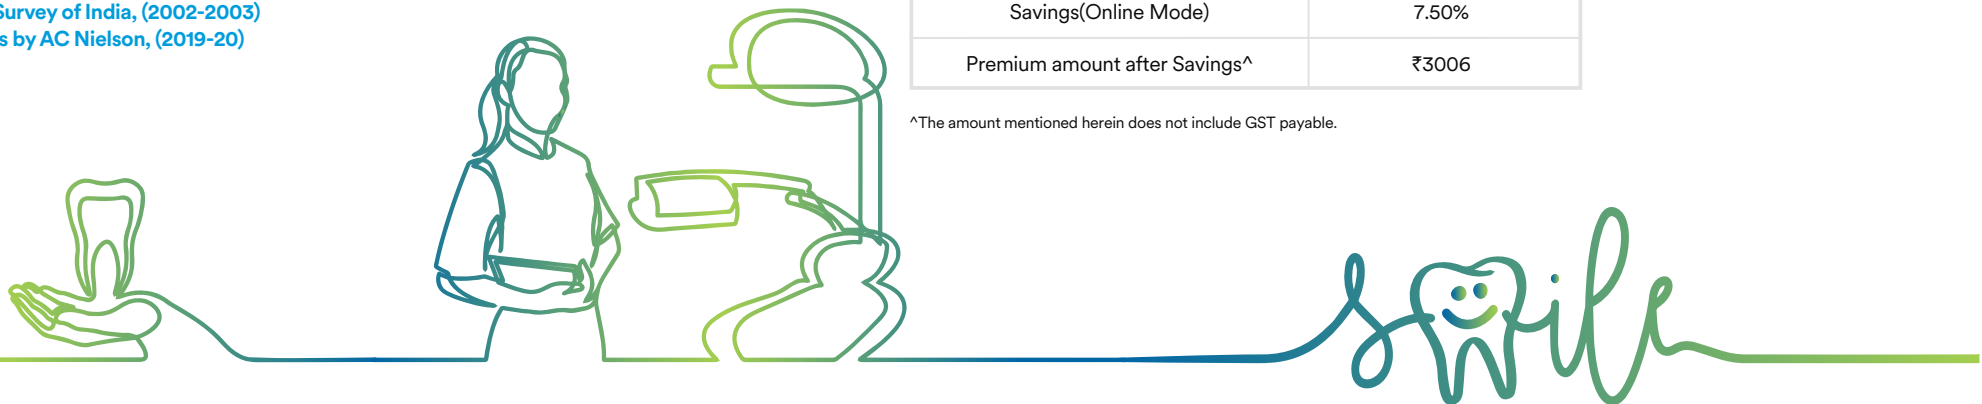 Survey of India, (2002-2003)
s by AC Nielson, (2019-20)
Savings(Online Mode) 7.50%
Premium amount after Savings^ ₹3006
^The amount mentioned herein does not include GST payable.
smile